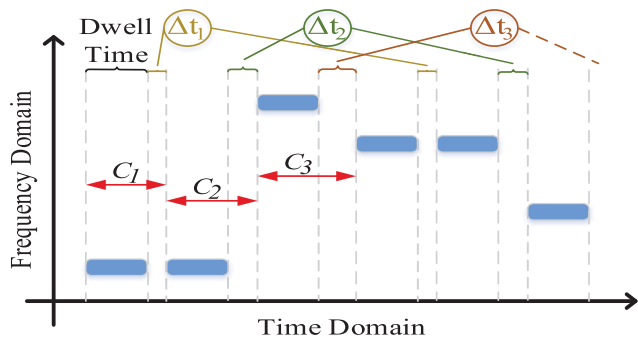 Dwell
Time
Δt1
Δt2
Δt3
C1
C2
C3
Frequency Domain
Time Domain